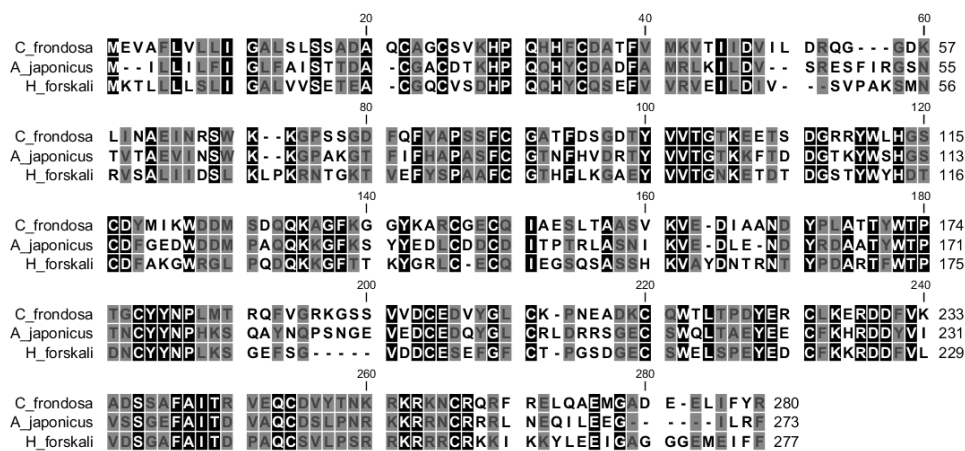 20 40 60
C_frondosa MEVAFLVLLI GALSLSSADA QCAGCSVKHP QHHFCDATFV MKVTIIDVIL DRQG---GDK 57
A_japonicus M--ILLILFI GLFAISTTDA -CGACDTKHP QQHYCDADFA MRLKILDV-- SRESFIRGSN 55
H_forskali MKTLLLLSLI GALVVSETEA -CGQCVSDHP QQHYCQSEFV VRVEILDIV- -SVPAKSMN 56
80 100 120
C_frondosa LINAEINRSW K--KGPSSGD FQFYAPSSFC GATFDSGDTY VVTGTKEETS DGRRYWLHGS 115
A_japonicus TVTAEVINSW K--KGPAKGT FIFHAPASFC GTNFHVDRTY VVTGTKKFTD DGTKYWSHGS 113
H_forskali RVSALIIDSL KLPKRNTGKT VEFYSPAAFC GTHFLKGAEY VVTGNKETDT DGSTYWYHDT 116
140 160 180
C_frondosa CDYMIKWDDM SDQQKAGFKG GYKARCGECQ IAESLTAASV KVE-DIAAND YPLATTYWTP 174
A_japonicus CDFGEDWDDM PAQQKKGFKS YYEDLCDDCD ITPTRLASNI KVE-DLE-ND YRDAATYWTP 171
H_forskali CDFAKGWRGL PQDQKKGFTT KYGRLC-ECQ IEGSQSASSH KVAYDNTRNT YPDARTFWTP 175
200 220 240
C_frondosa TGCYYNPLMT RQFVGRKGSS VVDCEDQYGL CK-PNEADKC QWTLTPDYER CLKERDDFVK 233
A_japonicus TNCYYNPHKS QAYNQPSNGE VEDCEDVYGL CRLDRRSGEC SWQLTAEYEE CFKHRDDYVI 231
H_forskali DNCYYNPLKS GEFSG----- VDDCESEFGF CT-PGSDGEC SWELSPEYED CFKKRDDFVL 229
260 280
C_frondosa ADSSAFAITR VEQCDVYTNK RKRKNCRQRF RELQAEMGAD E-ELIFYR 280
A_japonicus VSSGEFAITD VAQCDSLPNR KKRRNCRRRL NEQILEEG-- ----ILRF 273
H_forskali VDSGAFAITD PAQCSVLPSR RKRRCRKKI KKYLEEIGAG GGEMEIFF 277